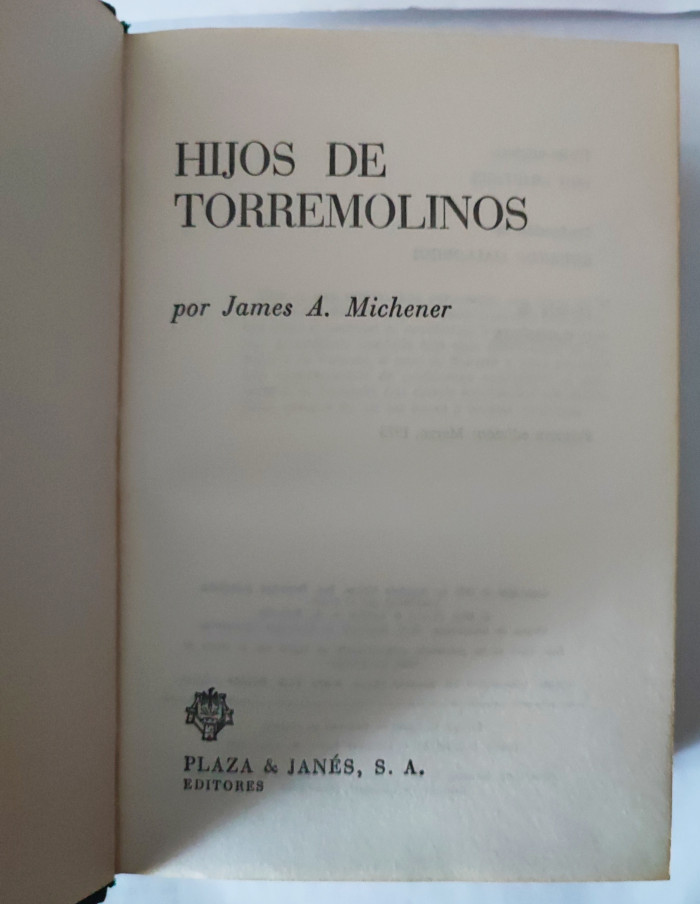 HIJOS DE
TORREMOLINOS
por James A. Michener
PLAZA & JANÉS, S. A.
EDITORES